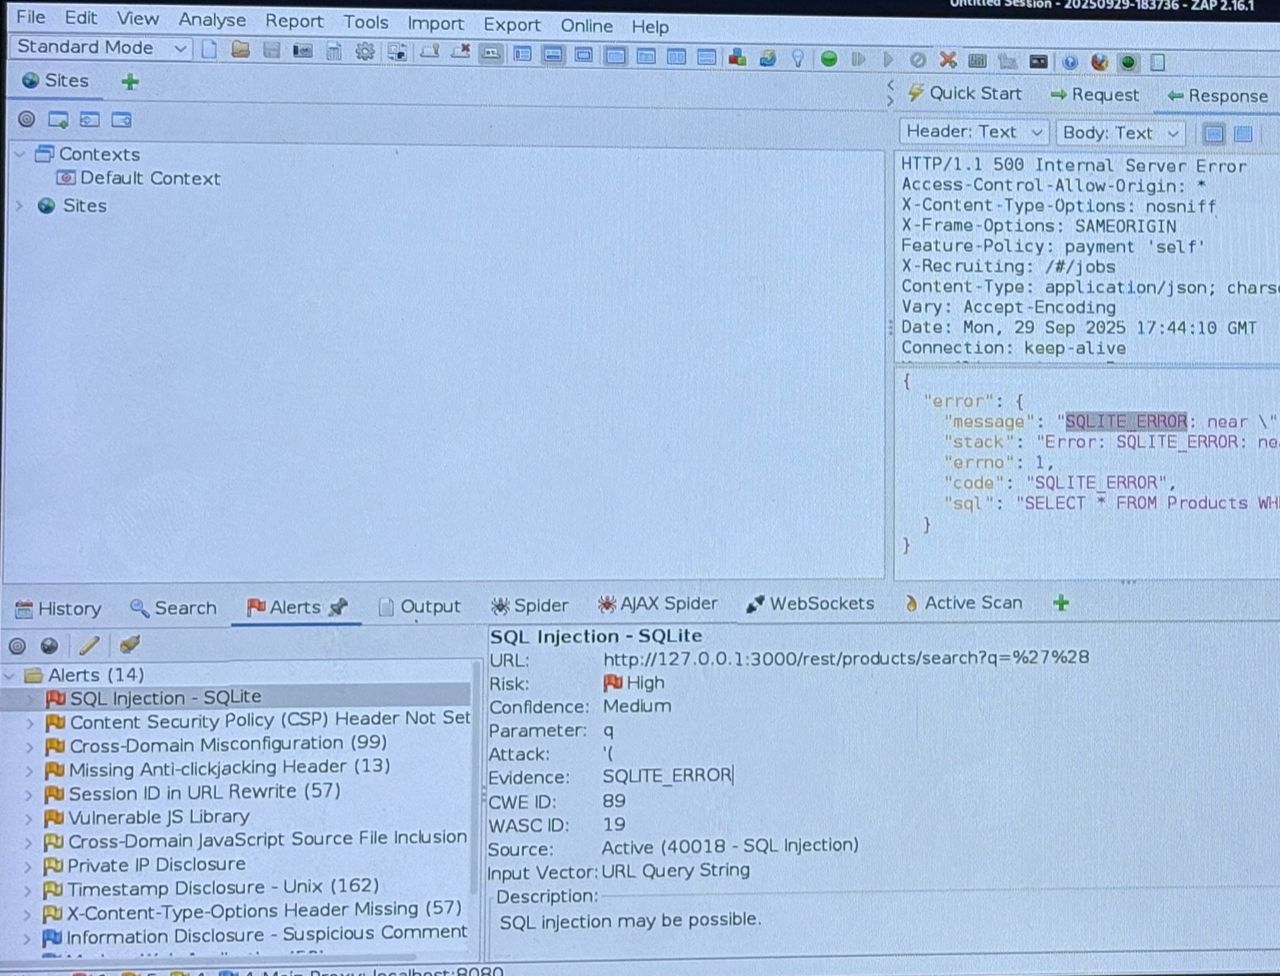 Untitled Session - 20250929-183736 - ZAP 2.16.1
File Edit View Analyse Report Tools Import Export Online Help
Standard Mode
Sites
Quick Start Request Response
Header: Text Body: Text
Contexts
Default Context
Sites
HTTP/1.1 500 Internal Server Error
Access-Control-Allow-Origin: *
X-Content-Type-Options: nosniff
X-Frame-Options: SAMEORIGIN
Feature-Policy: payment 'self'
X-Recruiting: /#/jobs
Content-Type: application/json; chars
Vary: Accept-Encoding
Date: Mon, 29 Sep 2025 17:44:10 GMT
Connection: keep-alive
{
"error": {
"message": "SQLITE_ERROR: near \"
"stack": "Error: SQLITE_ERROR: ne
"errno": 1,
"code": "SQLITE_ERROR",
"sql": "SELECT * FROM Products WH
}
}
History Search Alerts Output Spider AJAX Spider WebSockets Active Scan
Alerts (14)
SQL Injection - SQLite
Content Security Policy (CSP) Header Not Set
Cross-Domain Misconfiguration (99)
Missing Anti-clickjacking Header (13)
Session ID in URL Rewrite (57)
Vulnerable JS Library
Cross-Domain JavaScript Source File Inclusion
Private IP Disclosure
Timestamp Disclosure - Unix (162)
X-Content-Type-Options Header Missing (57)
Information Disclosure - Suspicious Comment
SQL Injection - SQLite
URL: http://127.0.0.1:3000/rest/products/search?q=%27%28
Risk: High
Confidence: Medium
Parameter: q
Attack: '(
Evidence: SQLITE_ERROR
CWE ID: 89
WASC ID: 19
Source: Active (40018 - SQL Injection)
Input Vector: URL Query String
Description:
SQL injection may be possible.
Main Proxy: localhost:8080